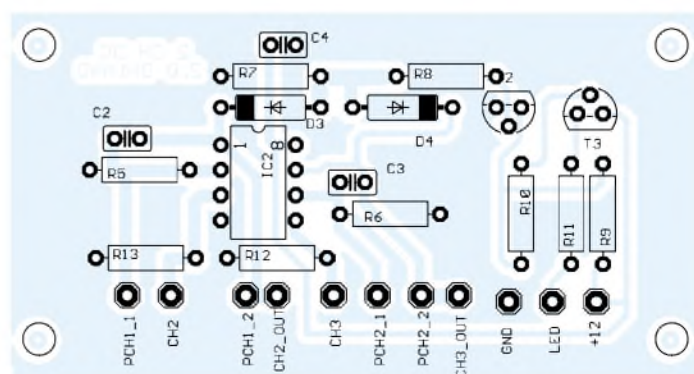 C4
R7
R8
2
D3
D4
T3
C2
1
8
IC2
R5
C3
R6
R10
R11
R9
R13
R12
PCH1_1
CH2
PCH1_2
CH2_OUT
CH3
PCH2_1
PCH2_2
CH3_OUT
GND
LED
+12